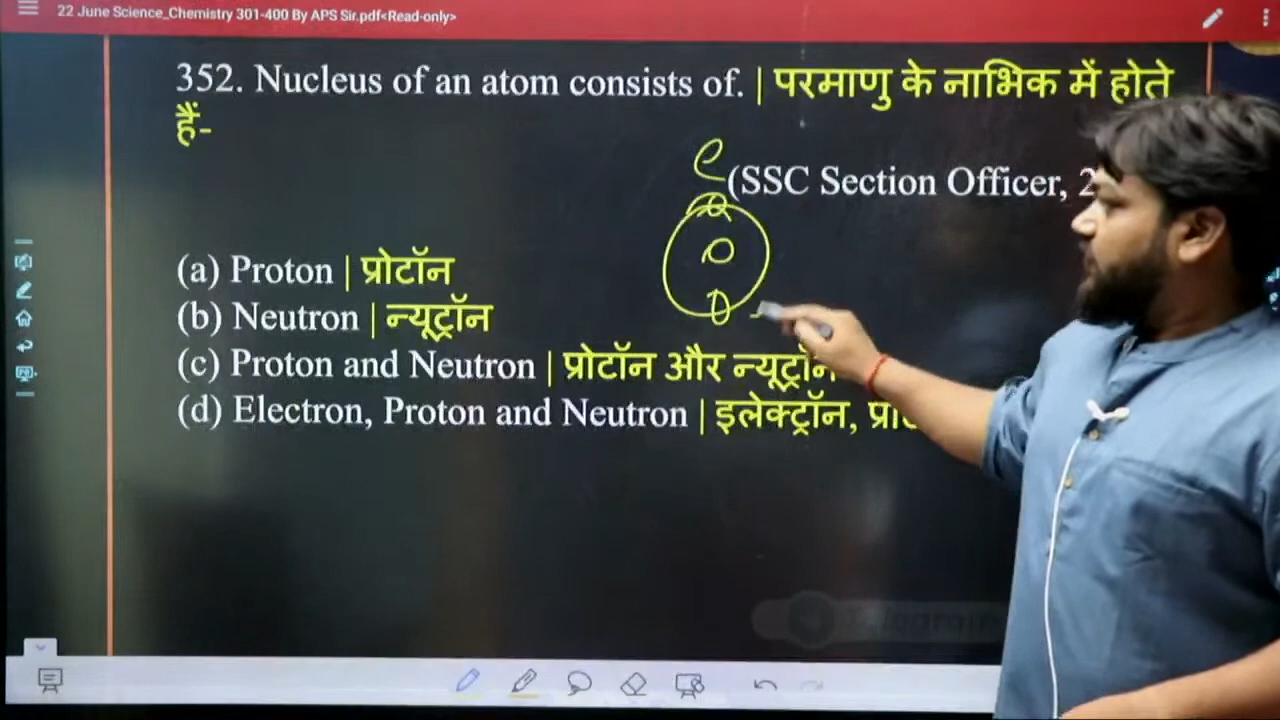 22 June Science_Chemistry 301-400 By APS Sir.pdf<Read-only>
352. Nucleus of an atom consists of. | परमाणु के नाभिक में होते
हैं-
e
(SSC Section Officer,
(a) Proton | प्रोटॉन
(b) Neutron | न्यूट्रॉन
(c) Proton and Neutron | प्रोटॉन और न्यूट्रॉन
(d) Electron, Proton and Neutron | इलेक्ट्रॉन,